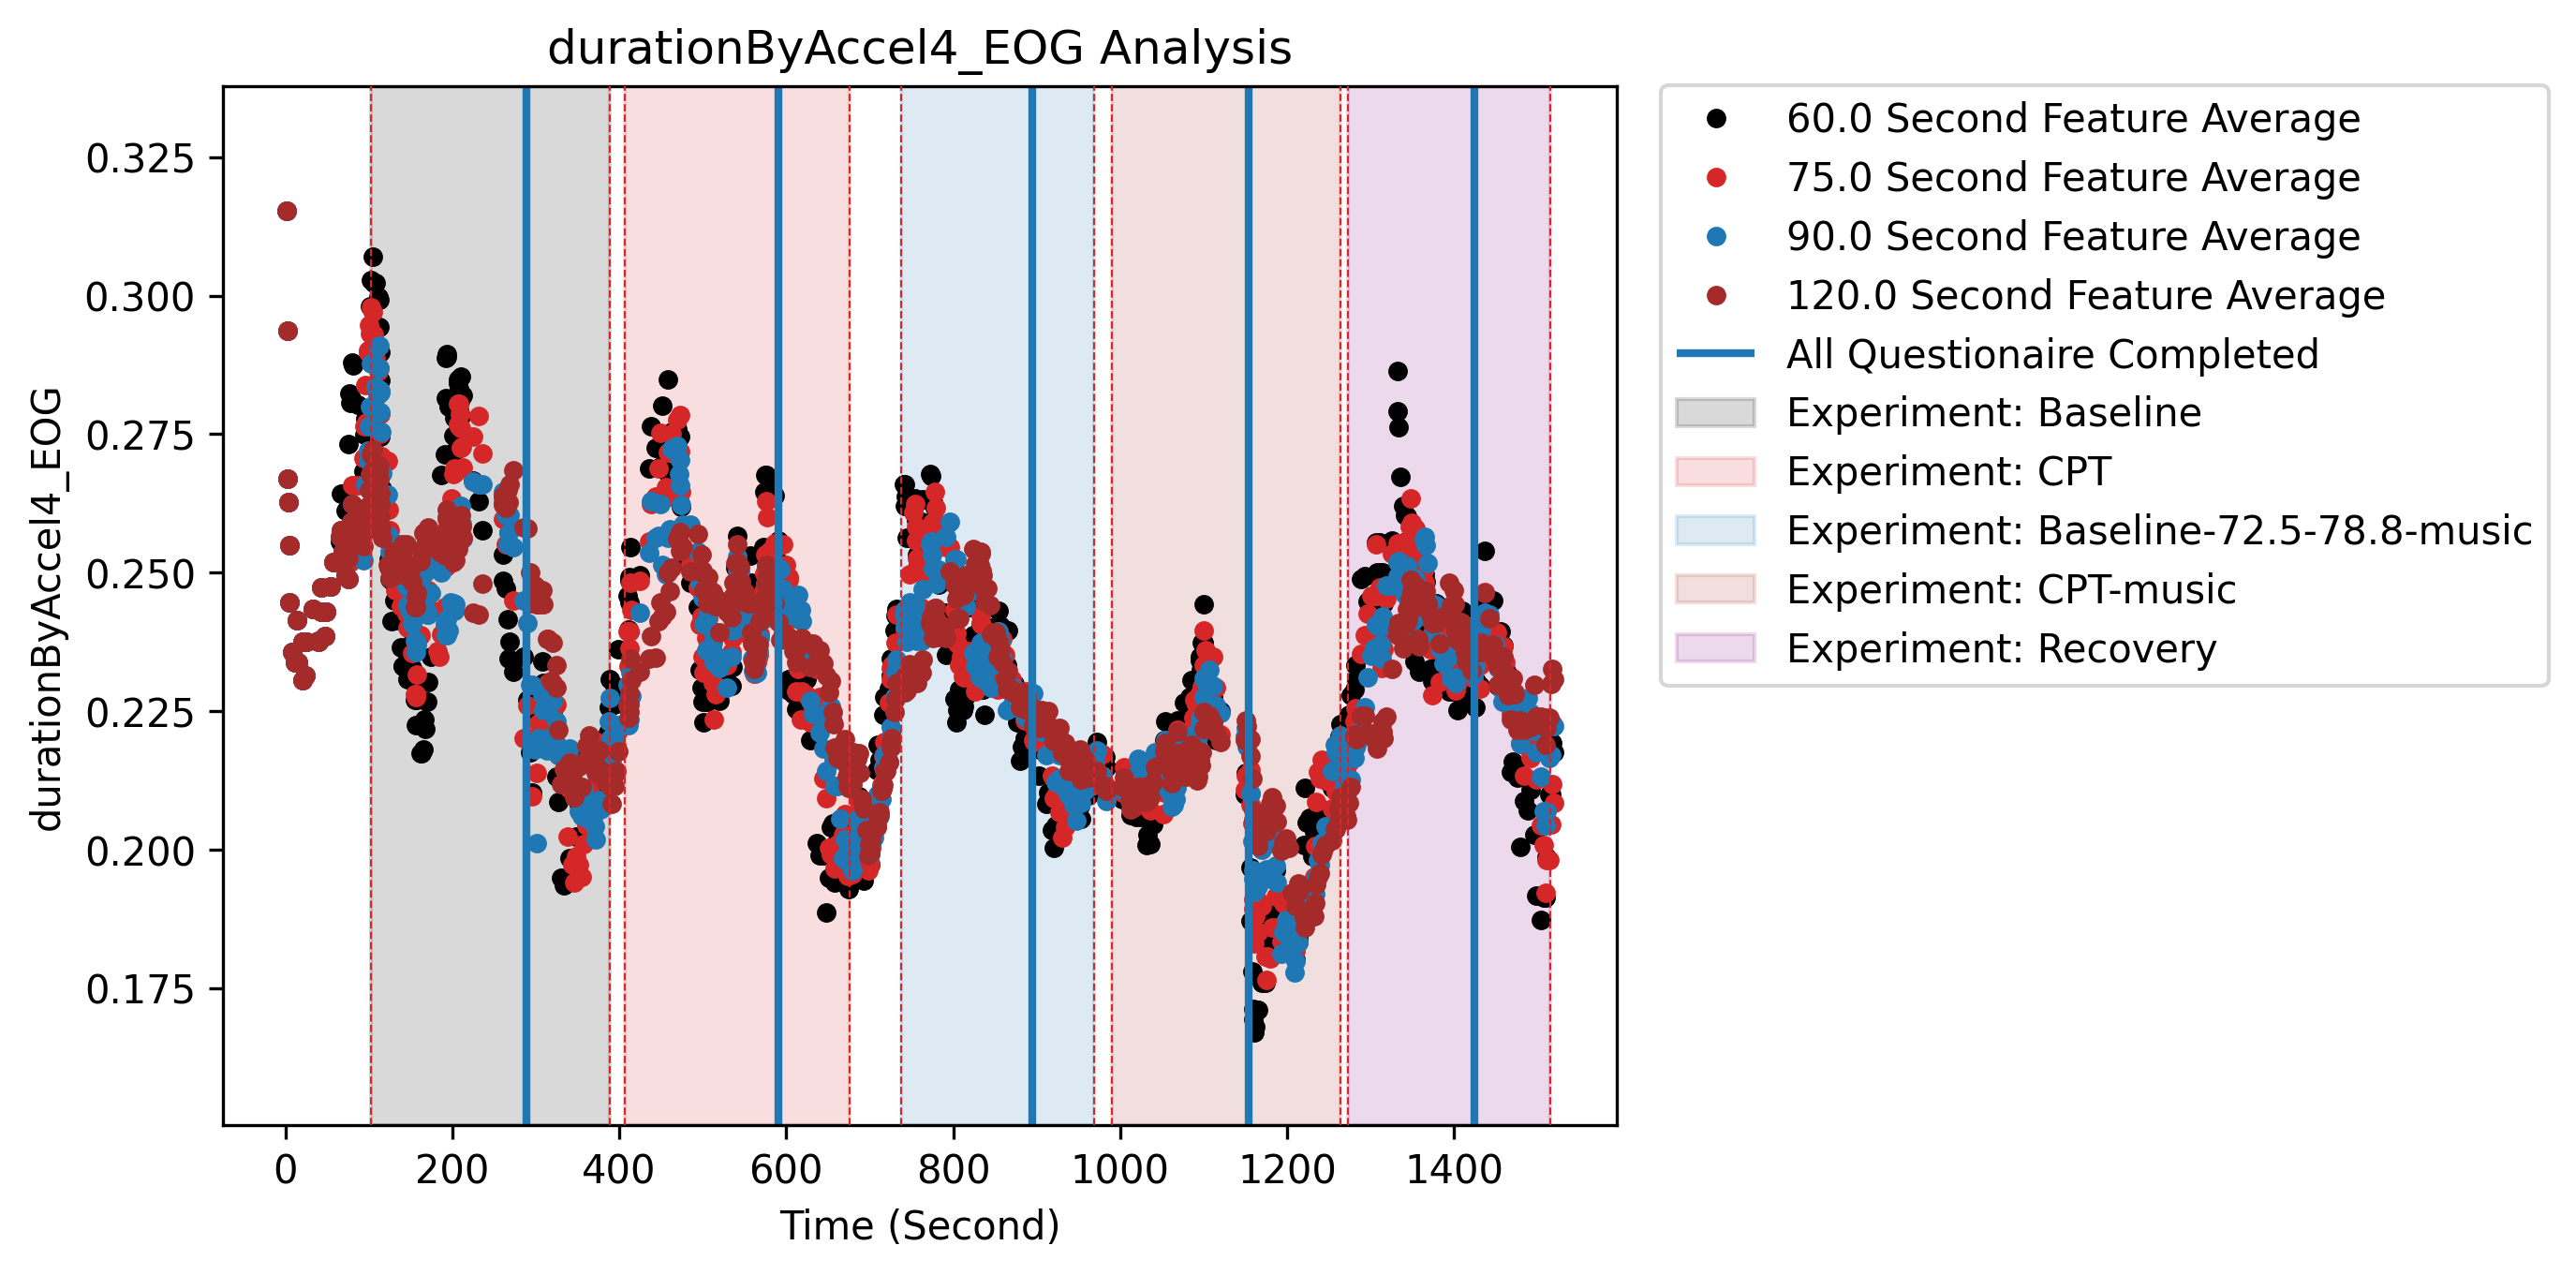 durationByAccel4_EOG Analysis
durationByAccel4_EOG
0.325
0.300
0.275
0.250
0.225
0.200
0.175
0 200 400 600 800 1000 1200 1400
Time (Second)
60.0 Second Feature Average
75.0 Second Feature Average
90.0 Second Feature Average
120.0 Second Feature Average
All Questionaire Completed
Experiment: Baseline
Experiment: CPT
Experiment: Baseline-72.5-78.8-music
Experiment: CPT-music
Experiment: Recovery